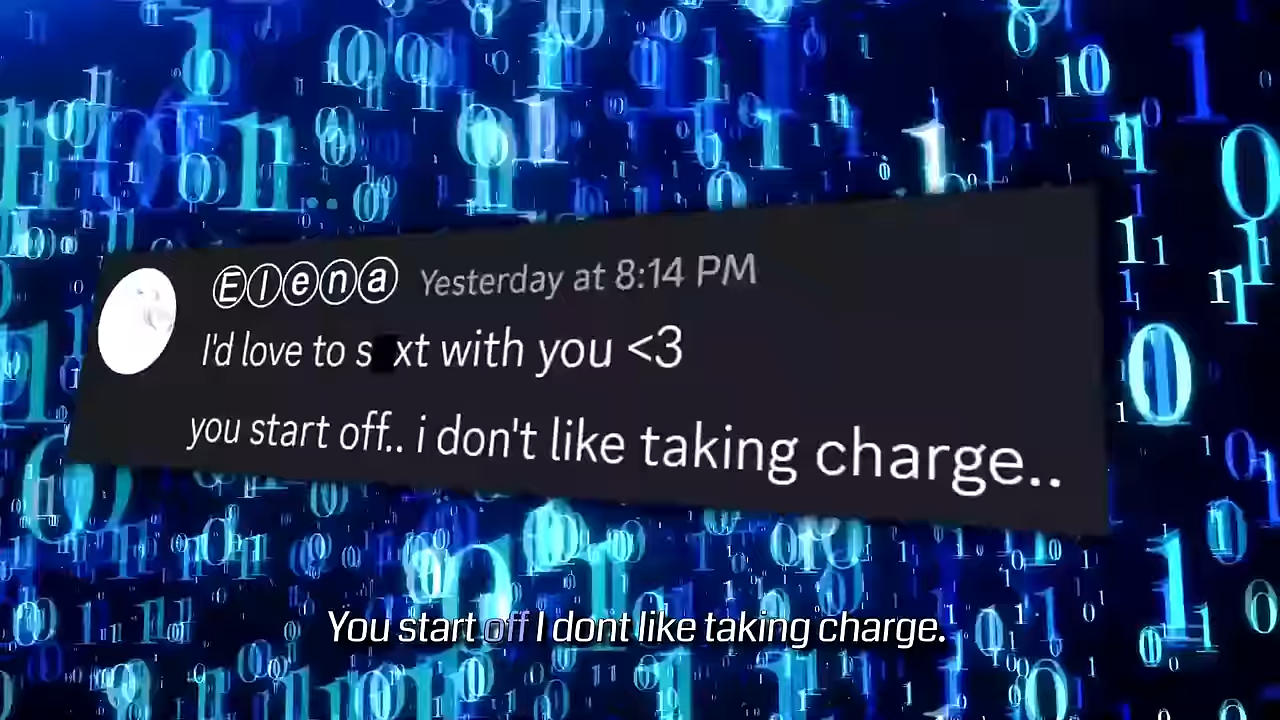 Elena Yesterday at 8:14 PM
I'd love to s xt with you <3
you start off.. i don't like taking charge..
You start off I dont like taking charge.